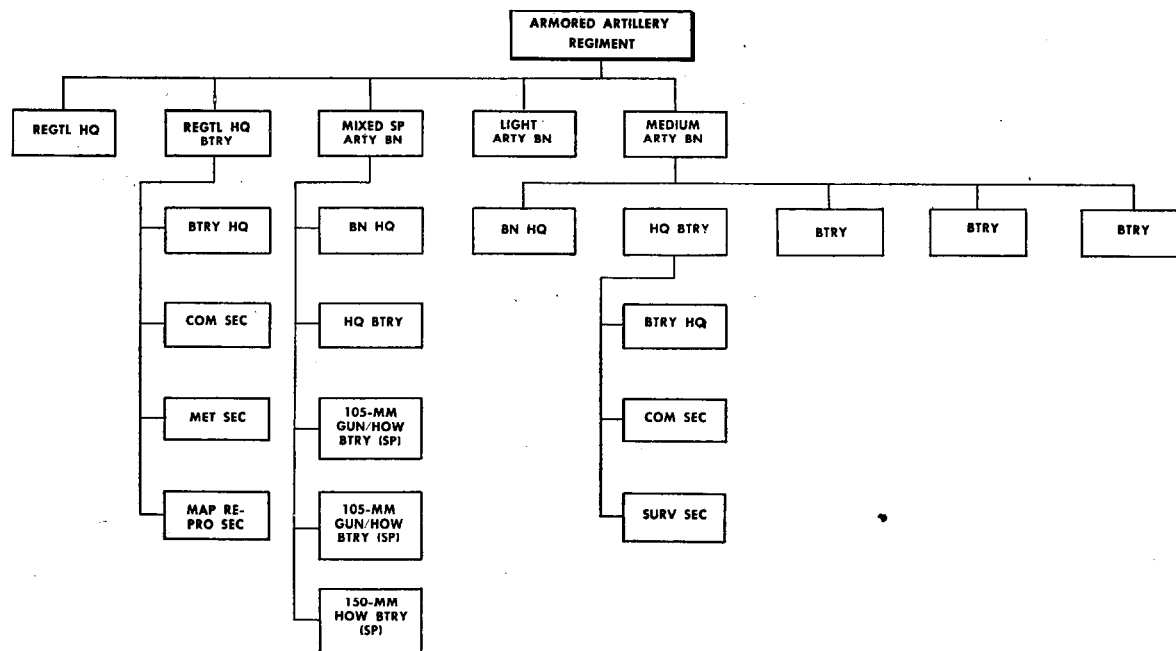 ARMORED ARTILLERY
REGIMENT
REGTL HQ
REGTL HQ
BTRY
MIXED SP
ARTY BN
LIGHT
ARTY BN
MEDIUM
ARTY BN
BTRY HQ
COM SEC
MET SEC
MAP RE-
PRO SEC
BN HQ
HQ BTRY
105-MM
GUN/HOW
BTRY (SP)
105-MM
GUN/HOW
BTRY (SP)
150-MM
HOW BTRY
(SP)
BN HQ
HQ BTRY
BTRY
BTRY
BTRY
BTRY HQ
COM SEC
SURV SEC